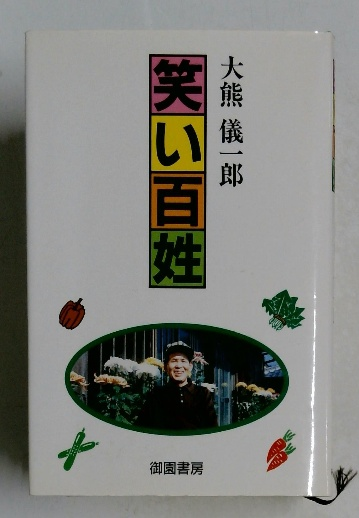 大熊 儀一郎
笑い百姓
御園書房